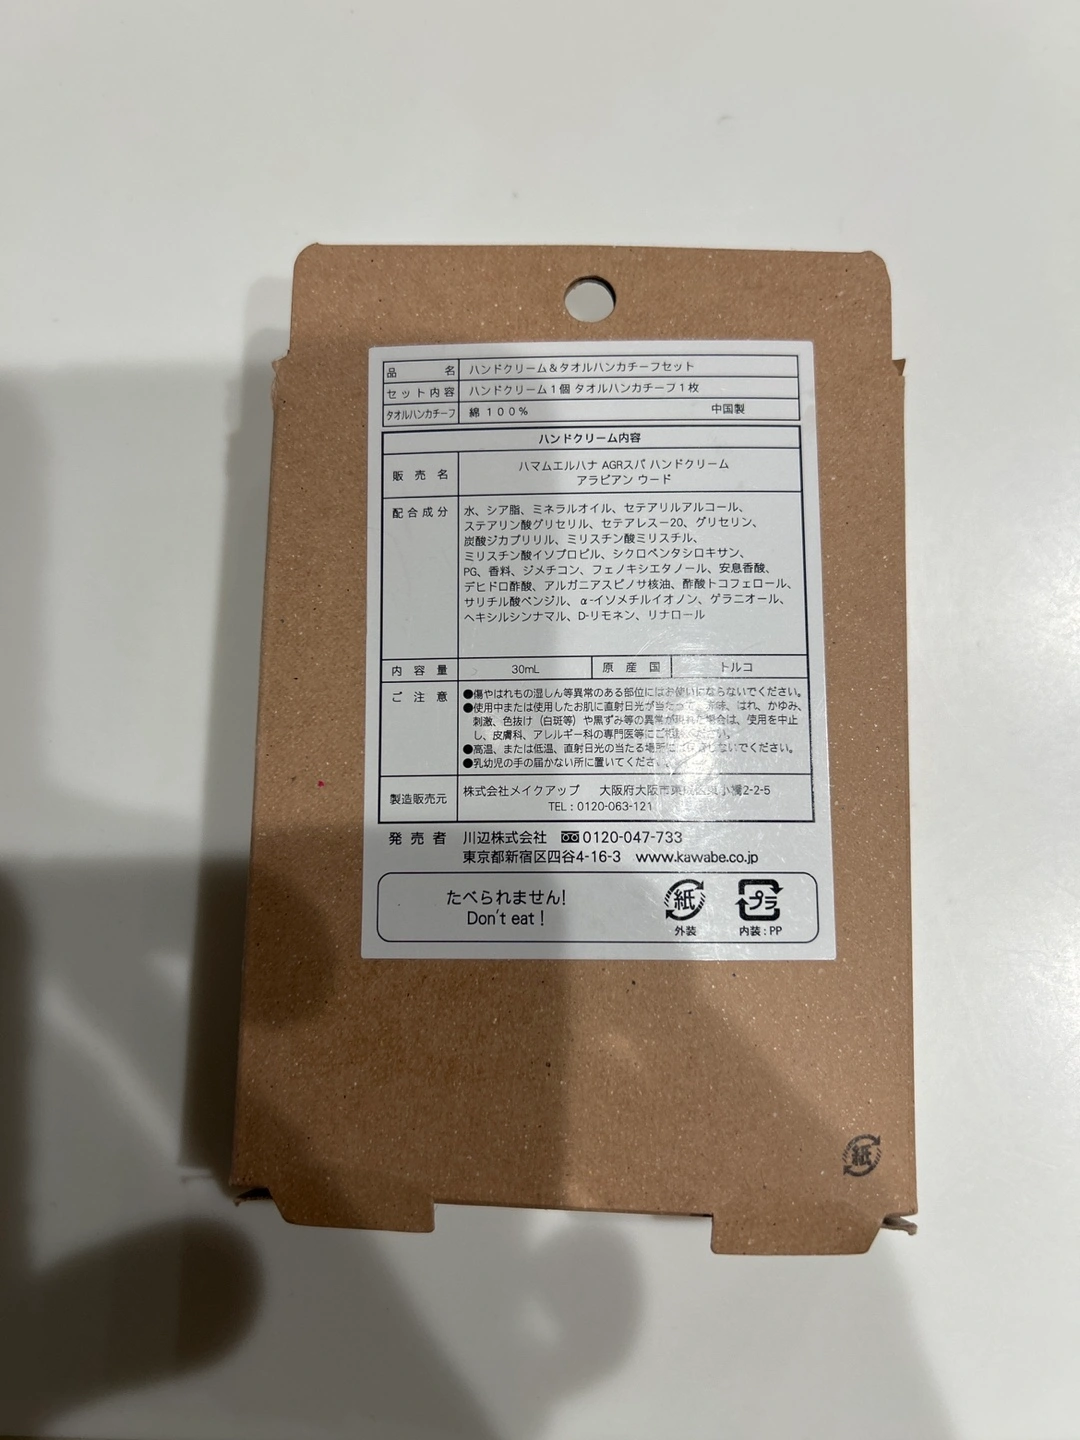 品名 ハンドクリーム＆タオルハンカチーフセット
セット内容 ハンドクリーム1個 タオルハンカチーフ1枚
タオルハンカチーフ 綿 100% 中国製
ハンドクリーム内容
販売名 ハマムエルハナ AGRスパ ハンドクリーム
アラビアン ウード
配合成分 水、シア脂、ミネラルオイル、セテアリルアルコール、
ステアリン酸グリセリル、セテアレス－20、グリセリン、
炭酸ジカプリリル、ミリスチン酸ミリスチル、
ミリスチン酸イソプロピル、シクロペンタシロキサン、
PG、香料、ジメチコン、フェノキシエタノール、安息香酸、
デヒドロ酢酸、アルガニアスピノサ核油、酢酸トコフェロール、
サリチル酸ベンジル、α-イソメチルイオノン、ゲラニオール、
ヘキシルシンナマル、D-リモネン、リナロール
内容量 30mL 原産国 トルコ
ご注意 ●傷やはれもの湿しん等異常のある部位にはお使いにならないでください。
●使用中または使用したお肌に直射日光が当たって、赤味、はれ、かゆみ、
刺激、色抜け（白斑等）や黒ずみ等の異常が現れた場合は、使用を中止
し、皮膚科、アレルギー科の専門医等にご相談ください。
●高温、または低温、直射日光の当たる場所には保管しないでください。
●乳幼児の手の届かない所に置いてください。
製造販売元 株式会社メイクアップ 大阪府大阪市東成区東小橋2-2-5
TEL：0120-063-121
発売者 川辺株式会社 0120-047-733
東京都新宿区四谷4-16-3 www.kawabe.co.jp
たべられません!
Don't eat !
紙 プラ
外装 内装：PP
紙